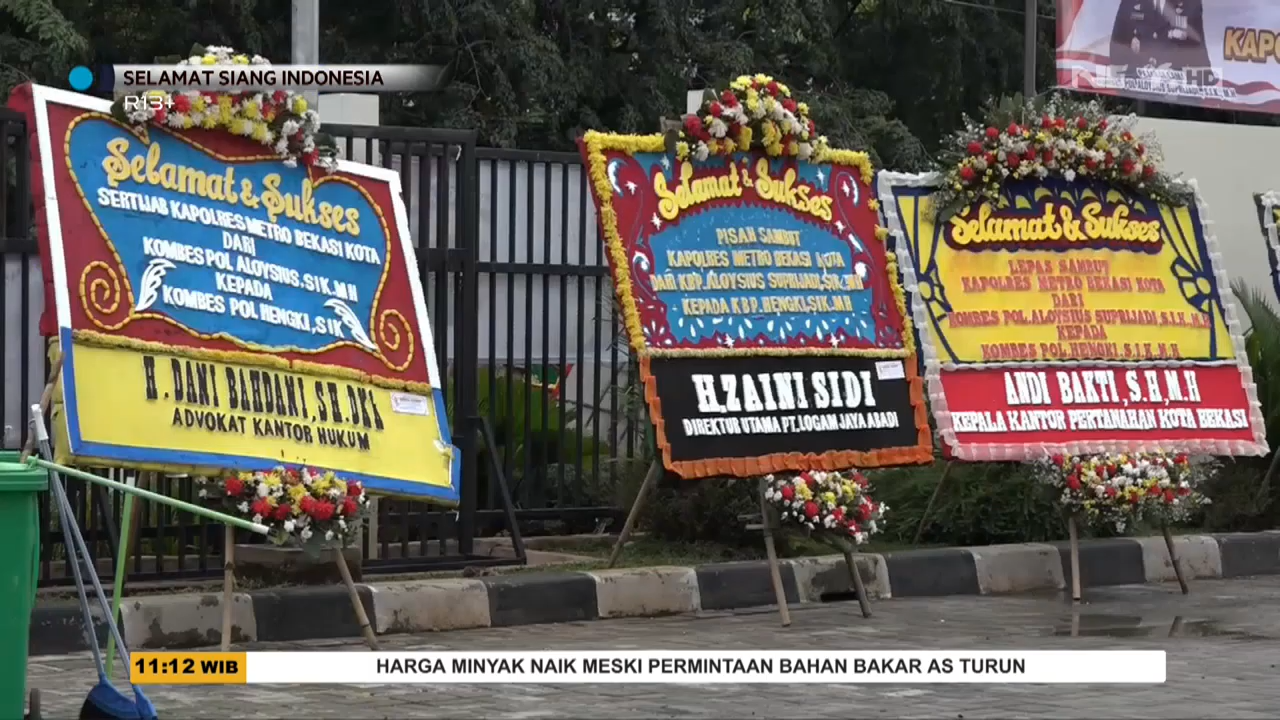 SELAMAT SIANG INDONESIA
R13+
KAPO
HD
Selamat & Sukses
SERTIJAB KAPOLRES METRO BEKASI KOTA
DARI
KOMBES POL ALOYSIUS, SIK, MH
KEPADA
KOMBES POL HENGKI, SIK
H. DANI BAHDANI, SH.
ADVOKAT KANTOR HUKUM
Selamat & Sukses
PISAH SAMBUT
KAPOLRES METRO BEKASI KOTA
DARI KBP. ALOYSIUS SUPRIJADI, SIK, MH
KEPADA KBP. HENGKI, SIK, MH
H. ZAINI SIDI
DIREKTUR UTAMA PT. LOGAM JAYA ABADI
Selamat & Sukses
LEPAS SAMBUT
KAPOLRES METRO BEKASI KOTA
DARI
KOMBES POL ALOYSIUS SUPRIJADI, S.I.K, M.H
KEPADA
KOMBES POL HENGKI, S.I.K, M.H
ANDI BAKTI, S.H, M.H
KEPALA KANTOR PERTANAHAN KOTA BEKASI
11:12 WIB
HARGA MINYAK NAIK MESKI PERMINTAAN BAHAN BAKAR AS TURUN